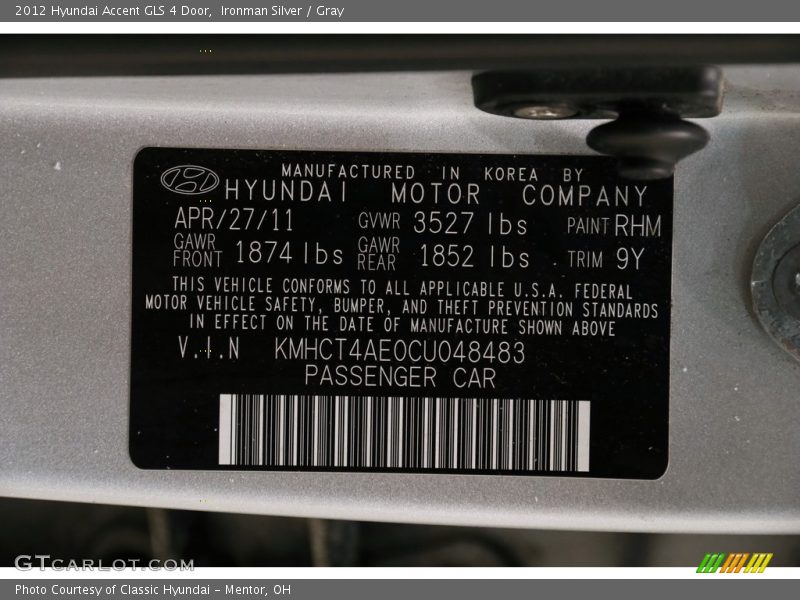 2012 Hyundai Accent GLS 4 Door, Ironman Silver / Gray
MANUFACTURED IN KOREA BY
HYUNDAI MOTOR COMPANY
APR/27/11 GVWR 3527 lbs PAINT RHM
GAWR FRONT 1874 lbs GAWR REAR 1852 lbs TRIM 9Y
THIS VEHICLE CONFORMS TO ALL APPLICABLE U.S.A. FEDERAL
MOTOR VEHICLE SAFETY, BUMPER, AND THEFT PREVENTION STANDARDS
IN EFFECT ON THE DATE OF MANUFACTURE SHOWN ABOVE
V.I.N KMHCT4AE0CU048483
PASSENGER CAR
GTCARLOT.COM
Photo Courtesy of Classic Hyundai - Mentor, OH